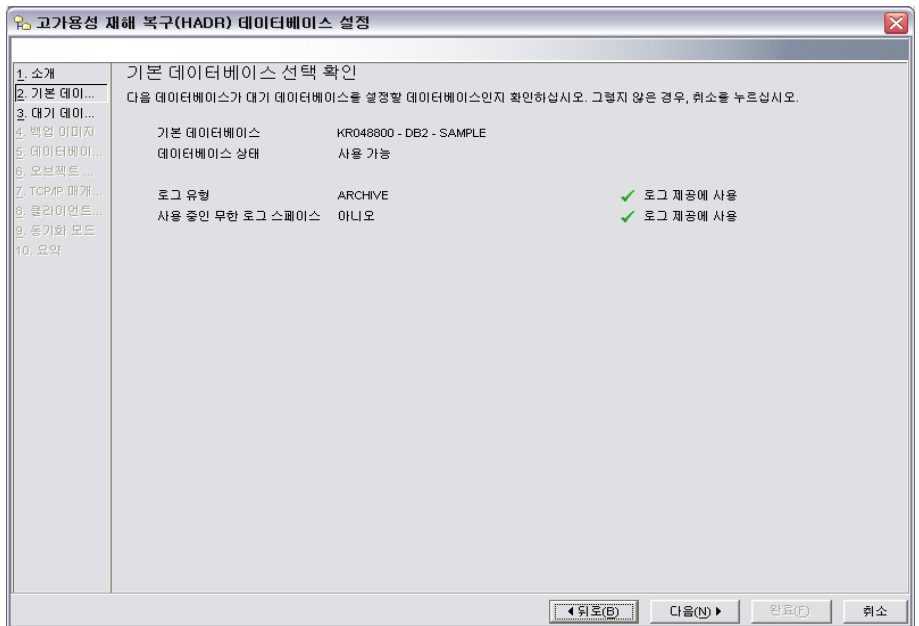 고가용성 재해 복구(HADR) 데이터베이스 설정
1. 소개
2. 기본 데이...
3. 대기 데이...
4. 백업 이미지
5. 데이터베이...
6. 오브젝트 ...
7. TCP/IP 매개...
8. 클라이언트...
9. 동기화 모드
10. 요약
기본 데이터베이스 선택 확인
다음 데이터베이스가 대기 데이터베이스를 설정할 데이터베이스인지 확인하십시오. 그렇지 않은 경우, 취소를 누르십시오.
기본 데이터베이스 KR048800 - DB2 - SAMPLE
데이터베이스 상태 사용 가능
로그 유형 ARCHIVE ✓ 로그 제공에 사용
사용 중인 무한 로그 스페이스 아니오 ✓ 로그 제공에 사용
◀뒤로(B) 다음(N)▶ 완료(F) 취소